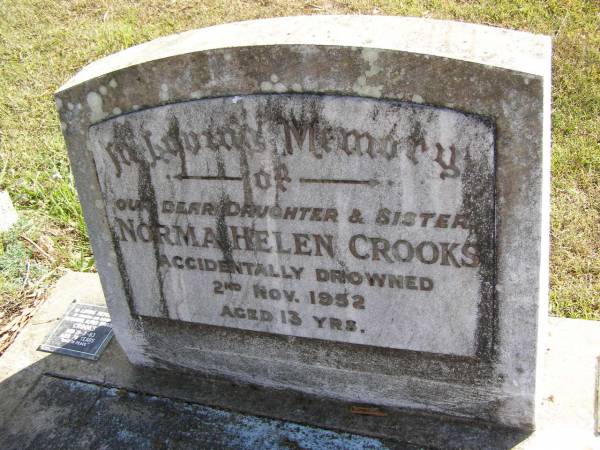 In Loving Memory
of
OUR DEAR DAUGHTER & SISTER
NORMA HELEN CROOKS
ACCIDENTALLY DROWNED
2ND NOV. 1952
AGED 13 YRS.
CROOKS